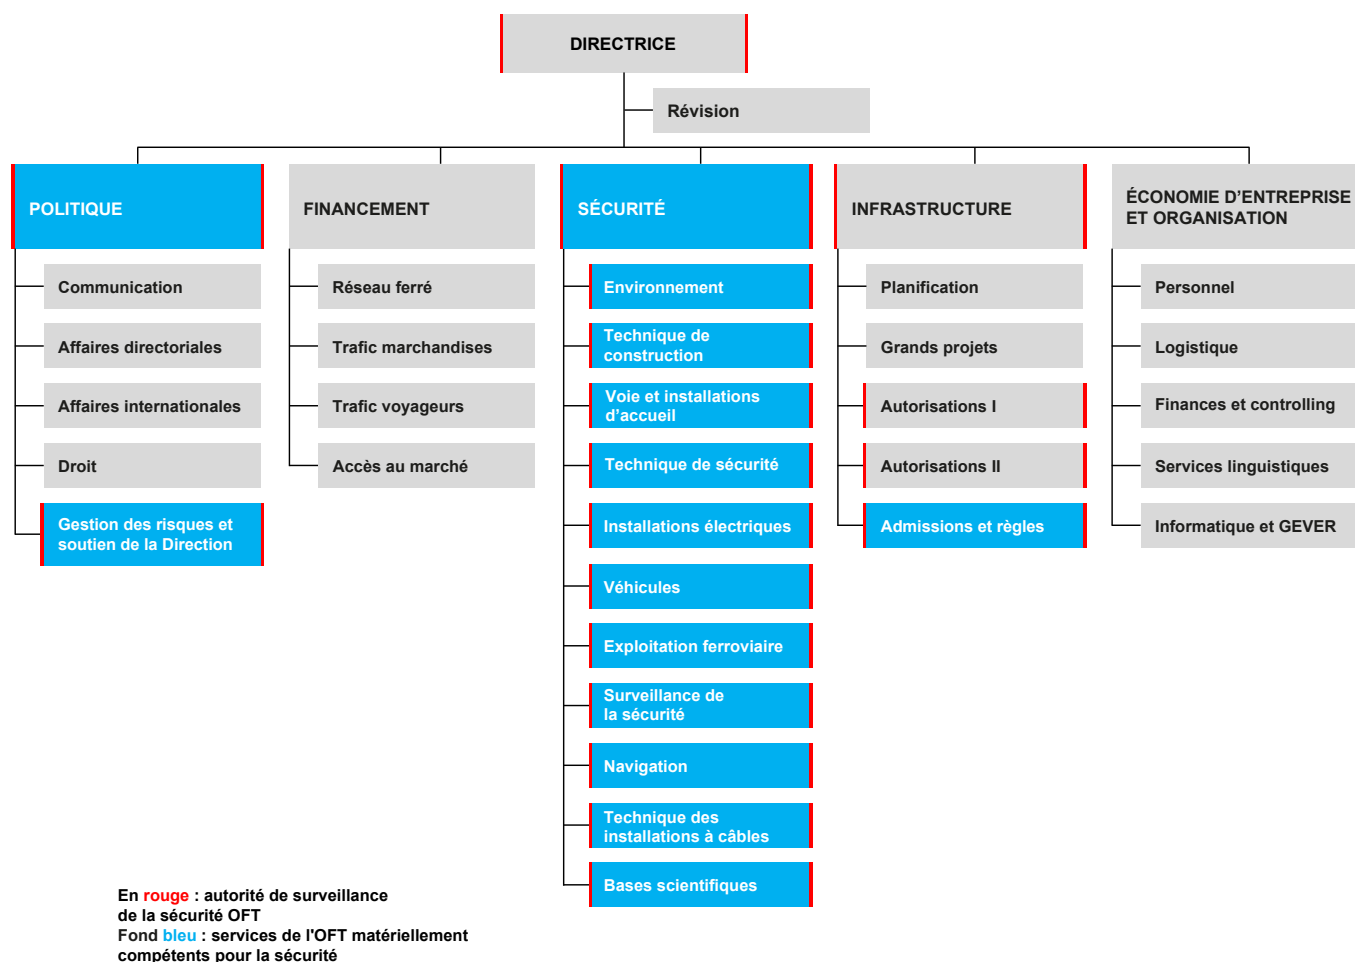 DIRECTRICE
Révision
POLITIQUE
Communication
Affaires directoriales
Affaires internationales
Droit
Gestion des risques et
soutien de la Direction
FINANCEMENT
Réseau ferré
Trafic marchandises
Trafic voyageurs
Accès au marché
SÉCURITÉ
Environnement
Technique de
construction
Voie et installations
d’accueil
Technique de sécurité
Installations électriques
Véhicules
Exploitation ferroviaire
Surveillance de
la sécurité
Navigation
Technique des
installations à câbles
Bases scientifiques
INFRASTRUCTURE
Planification
Grands projets
Autorisations I
Autorisations II
Admissions et règles
ÉCONOMIE D’ENTREPRISE
ET ORGANISATION
Personnel
Logistique
Finances et controlling
Services linguistiques
Informatique et GEVER
En rouge : autorité de surveillance
de la sécurité OFT
Fond bleu : services de l'OFT matériellement
compétents pour la sécurité